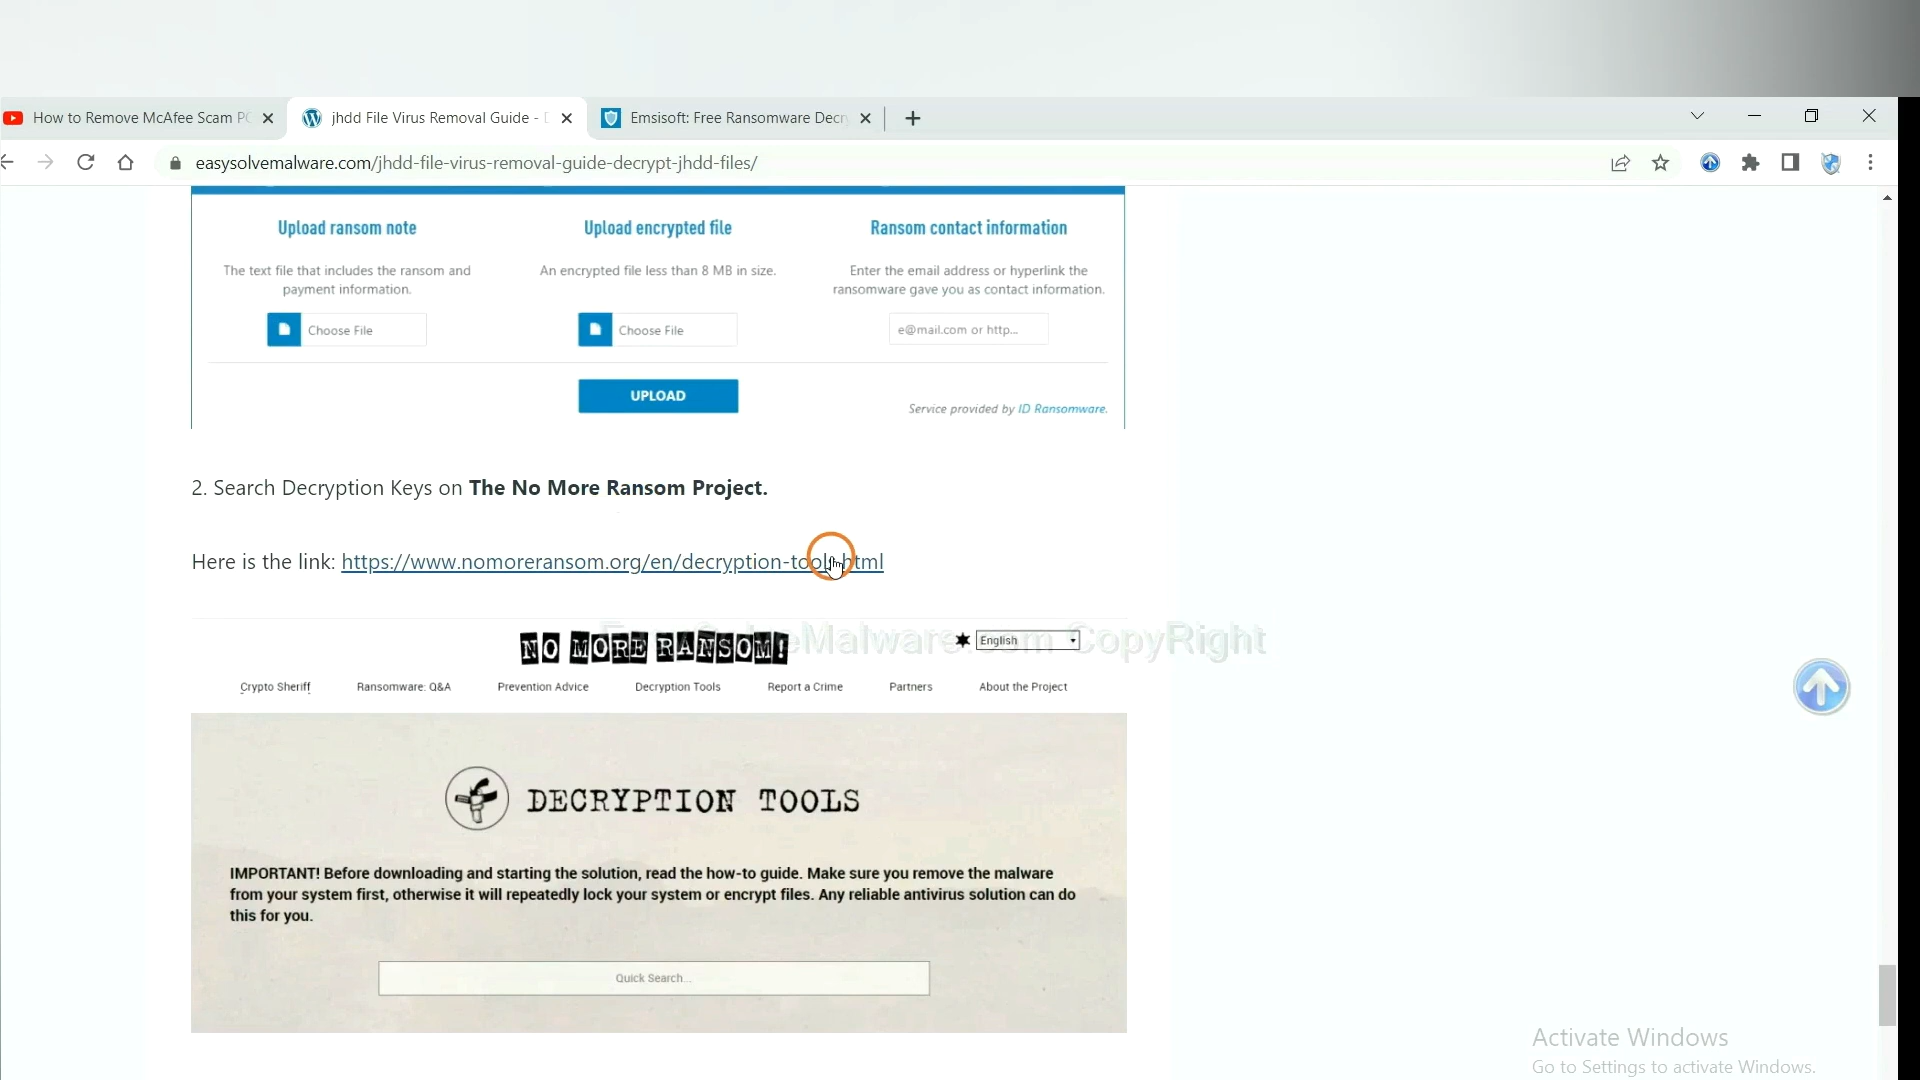 How to Remove McAfee Scam PC
jhdd File Virus Removal Guide - D
Emsisoft: Free Ransomware Decry
easysolvemalware.com/jhdd-file-virus-removal-guide-decrypt-jhdd-files/
Upload ransom note
Upload encrypted file
Ransom contact information
The text file that includes the ransom and
payment information.
An encrypted file less than 8 MB in size.
Enter the email address or hyperlink the
ransomware gave you as contact information.
Choose File
Choose File
e@mail.com or http...
UPLOAD
Service provided by ID Ransomware.
2. Search Decryption Keys on The No More Ransom Project.
Here is the link: https://www.nomoreransom.org/en/decryption-tools.html
NO MORE RANSOM!
EasySolveMalware.com CopyRight
English
Crypto Sheriff
Ransomware: Q&A
Prevention Advice
Decryption Tools
Report a Crime
Partners
About the Project
DECRYPTION TOOLS
IMPORTANT! Before downloading and starting the solution, read the how-to guide. Make sure you remove the malware
from your system first, otherwise it will repeatedly lock your system or encrypt files. Any reliable antivirus solution can do
this for you.
Quick Search...
Activate Windows
Go to Settings to activate Windows.